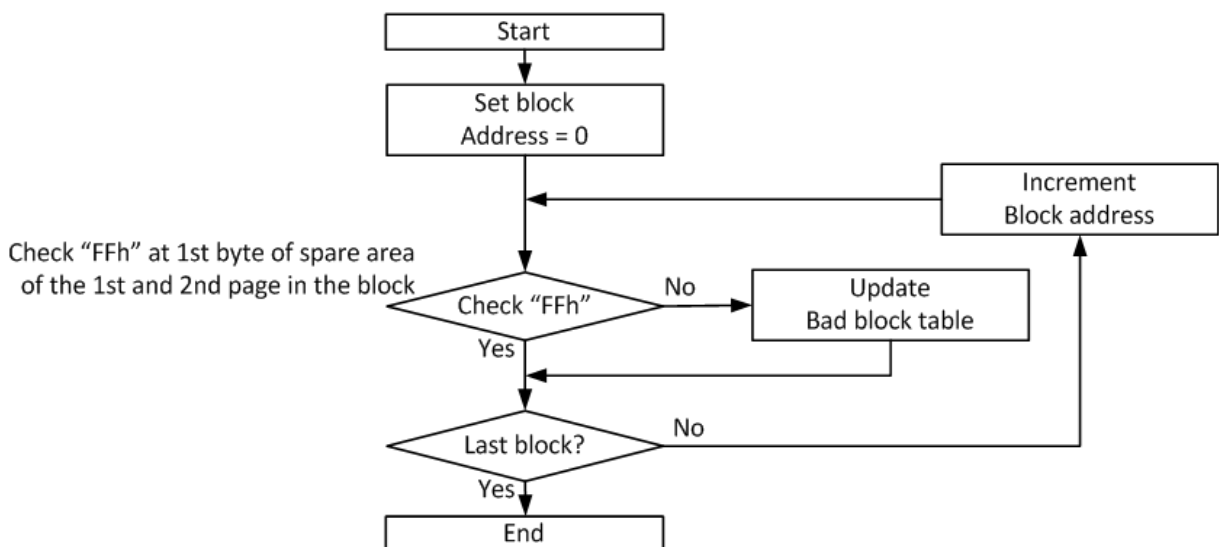 Start
Set block
Address = 0
Increment
Block address
Check “FFh” at 1st byte of spare area
of the 1st and 2nd page in the block
Check “FFh”
No
Update
Bad block table
Yes
Last block?
No
Yes
End